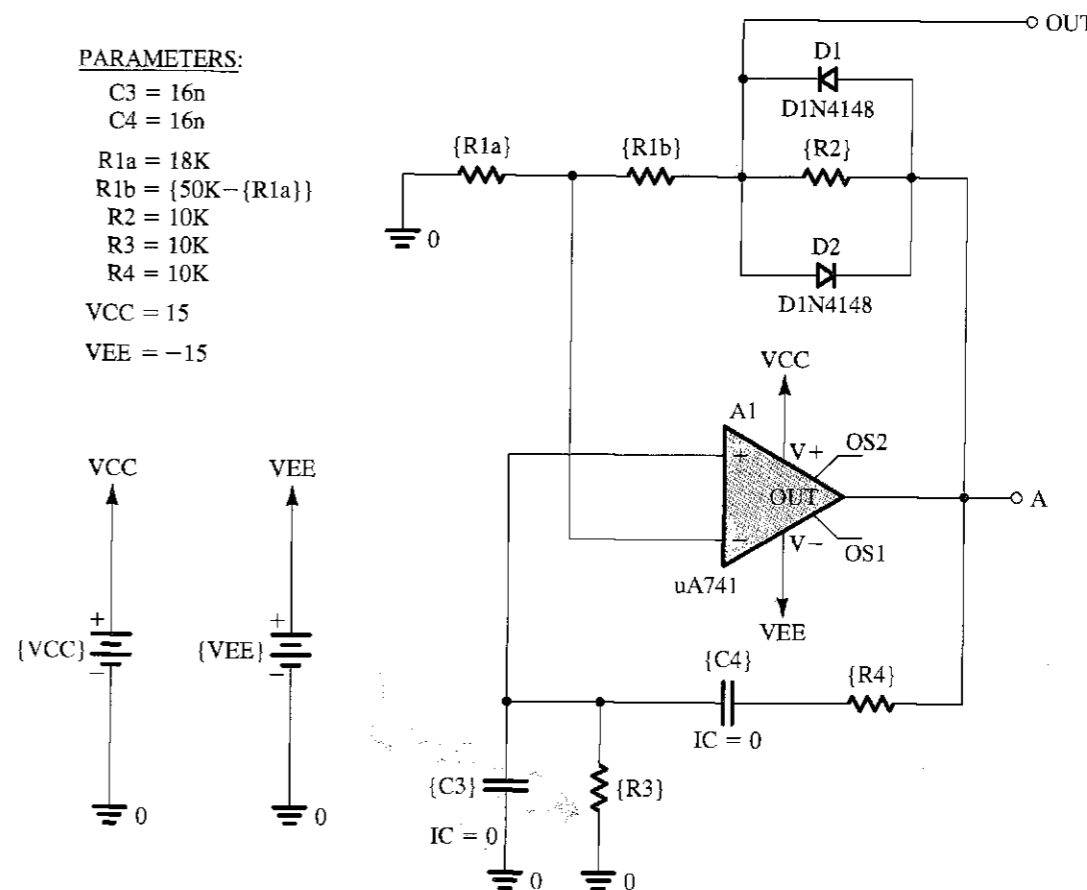 PARAMETERS:
C3 = 16n
C4 = 16n
R1a = 18K
R1b = {50K−{R1a}}
R2 = 10K
R3 = 10K
R4 = 10K
VCC = 15
VEE = −15
OUT
D1
D1N4148
{R1a}
{R1b}
{R2}
0
D2
D1N4148
VCC
A1
+
V+
OS2
OUT
A
−
V−
OS1
uA741
VEE
VCC
VEE
+
{VCC}
−
+
{VEE}
−
{C4}
{R4}
IC = 0
{C3}
{R3}
IC = 0
0
0
0
0